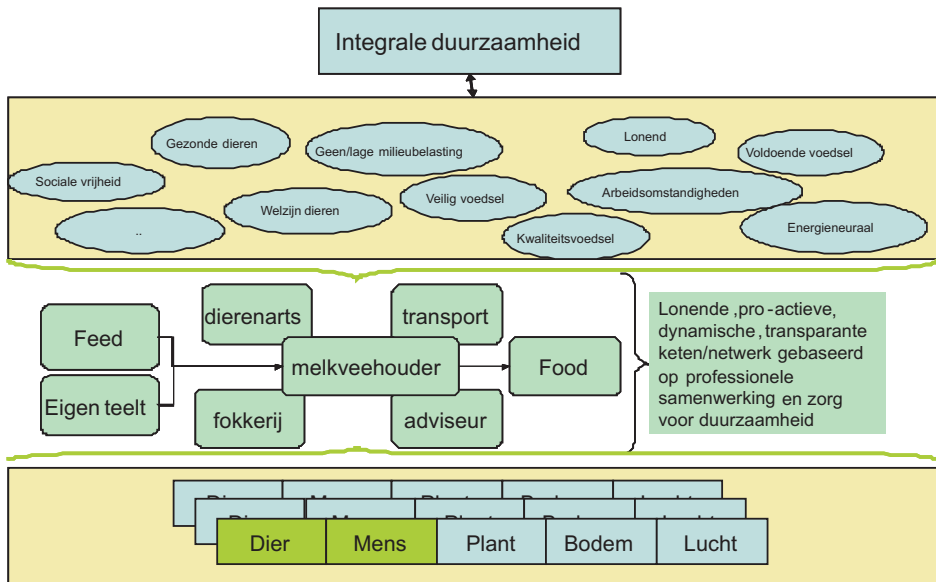 Integrale duurzaamheid
Gezonde dieren
Geen/lage milieubelasting
Lonend
Voldoende voedsel
Sociale vrijheid
Veilig voedsel
Arbeidsomstandigheden
Welzijn dieren
..
Kwaliteitsvoedsel
Energieneuraal
dierenarts
transport
Feed
melkveehouder
Food
Eigen teelt
fokkerij
adviseur
Lonende ,pro -actieve,
dynamische, transparante
keten/netwerk gebaseerd
op professionele
samenwerking en zorg
voor duurzaamheid
Dier Mens Plant Bodem Lucht